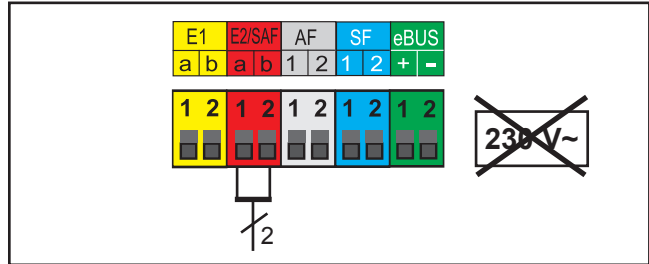 E1 E2/SAF AF SF eBUS
a b a b 1 2 1 2 + -
1 2 1 2 1 2 1 2 1 2
230 V~
2